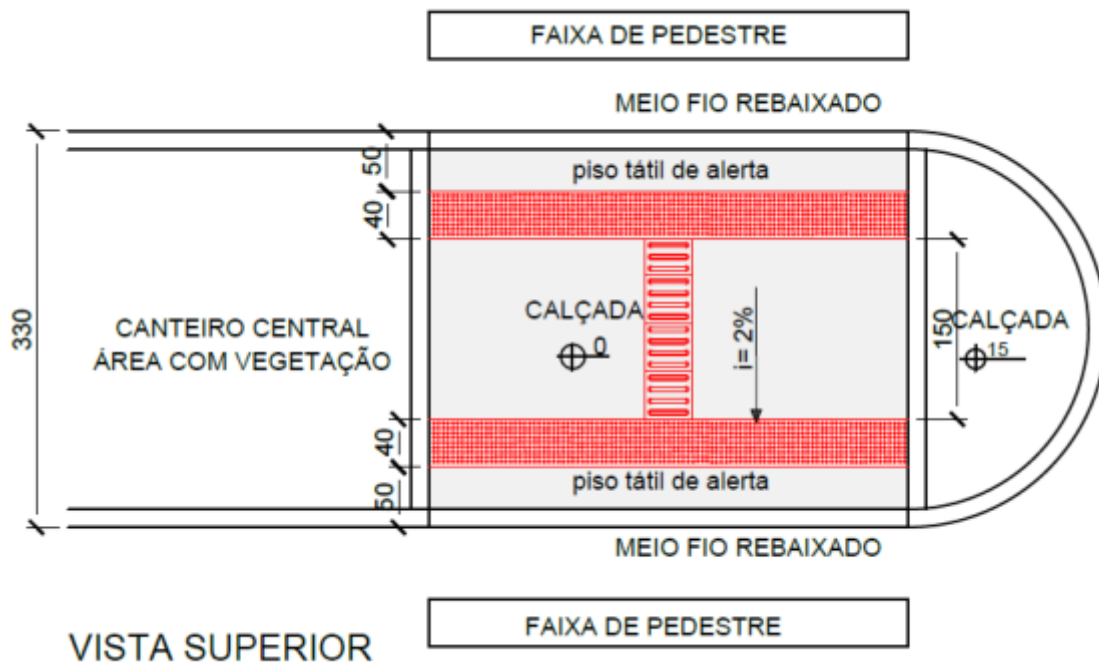 FAIXA DE PEDESTRE
MEIO FIO REBAIXADO
50
piso tátil de alerta
40
330
CANTEIRO CENTRAL
ÁREA COM VEGETAÇÃO
CALÇADA
0
i= 2%
150
CALÇADA
15
40
piso tátil de alerta
50
MEIO FIO REBAIXADO
FAIXA DE PEDESTRE
VISTA SUPERIOR